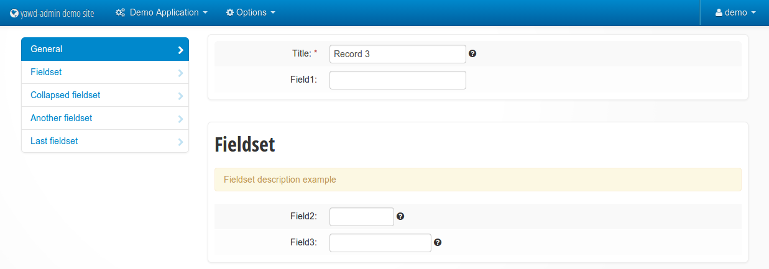 yawd-admin demo site Demo Application Options demo
General
Fieldset
Collapsed fieldset
Another fieldset
Last fieldset
Title: * Record 3
Field1:
Fieldset
Fieldset description example
Field2:
Field3: